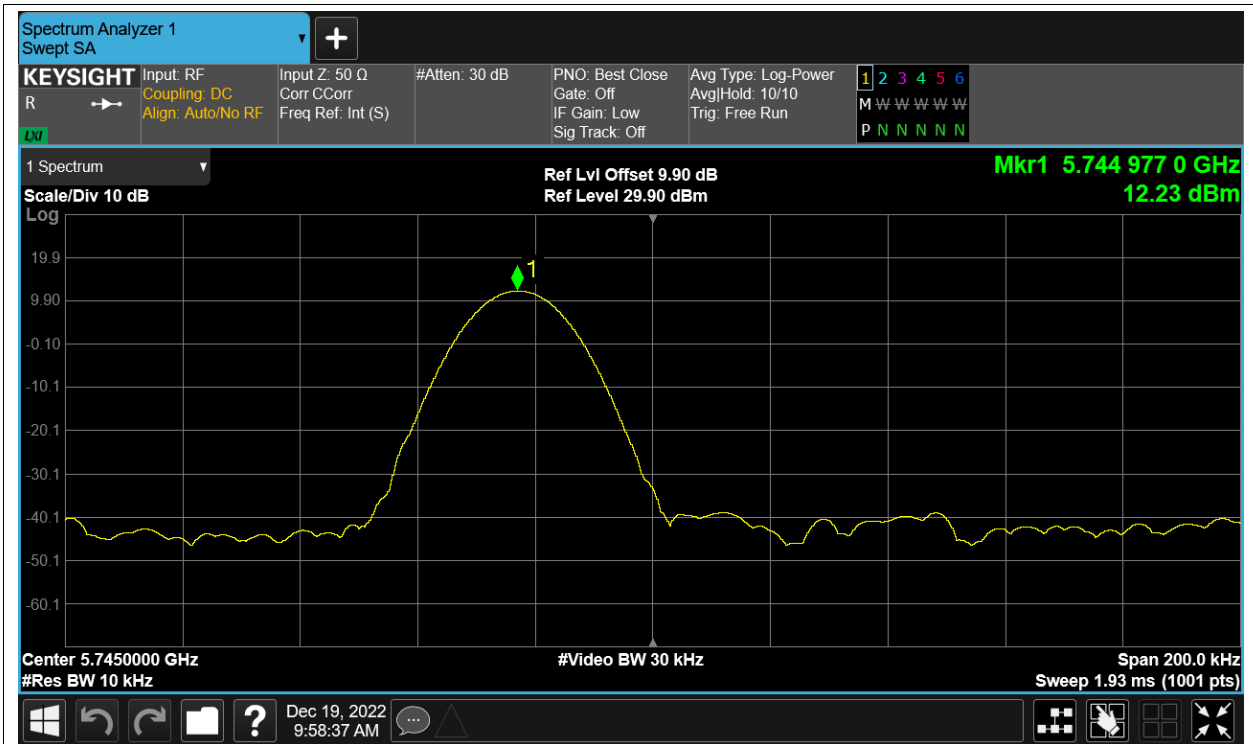 Spectrum Analyzer 1
Swept SA
KEYSIGHT
R
LXI
Input: RF
Coupling: DC
Align: Auto/No RF
Input Z: 50 Ω
Corr CCorr
Freq Ref: Int (S)
#Atten: 30 dB
PNO: Best Close
Gate: Off
IF Gain: Low
Sig Track: Off
Avg Type: Log-Power
Avg|Hold: 10/10
Trig: Free Run
1 2 3 4 5 6
M W W W W W
P N N N N N
1 Spectrum
Scale/Div 10 dB
Log
Ref Lvl Offset 9.90 dB
Ref Level 29.90 dBm
Mkr1 5.744 977 0 GHz
12.23 dBm
1
19.9
9.90
-0.10
-10.1
-20.1
-30.1
-40.1
-50.1
-60.1
Center 5.7450000 GHz
#Video BW 30 kHz
Span 200.0 kHz
#Res BW 10 kHz
Sweep 1.93 ms (1001 pts)
?
Dec 19, 2022
9:58:37 AM